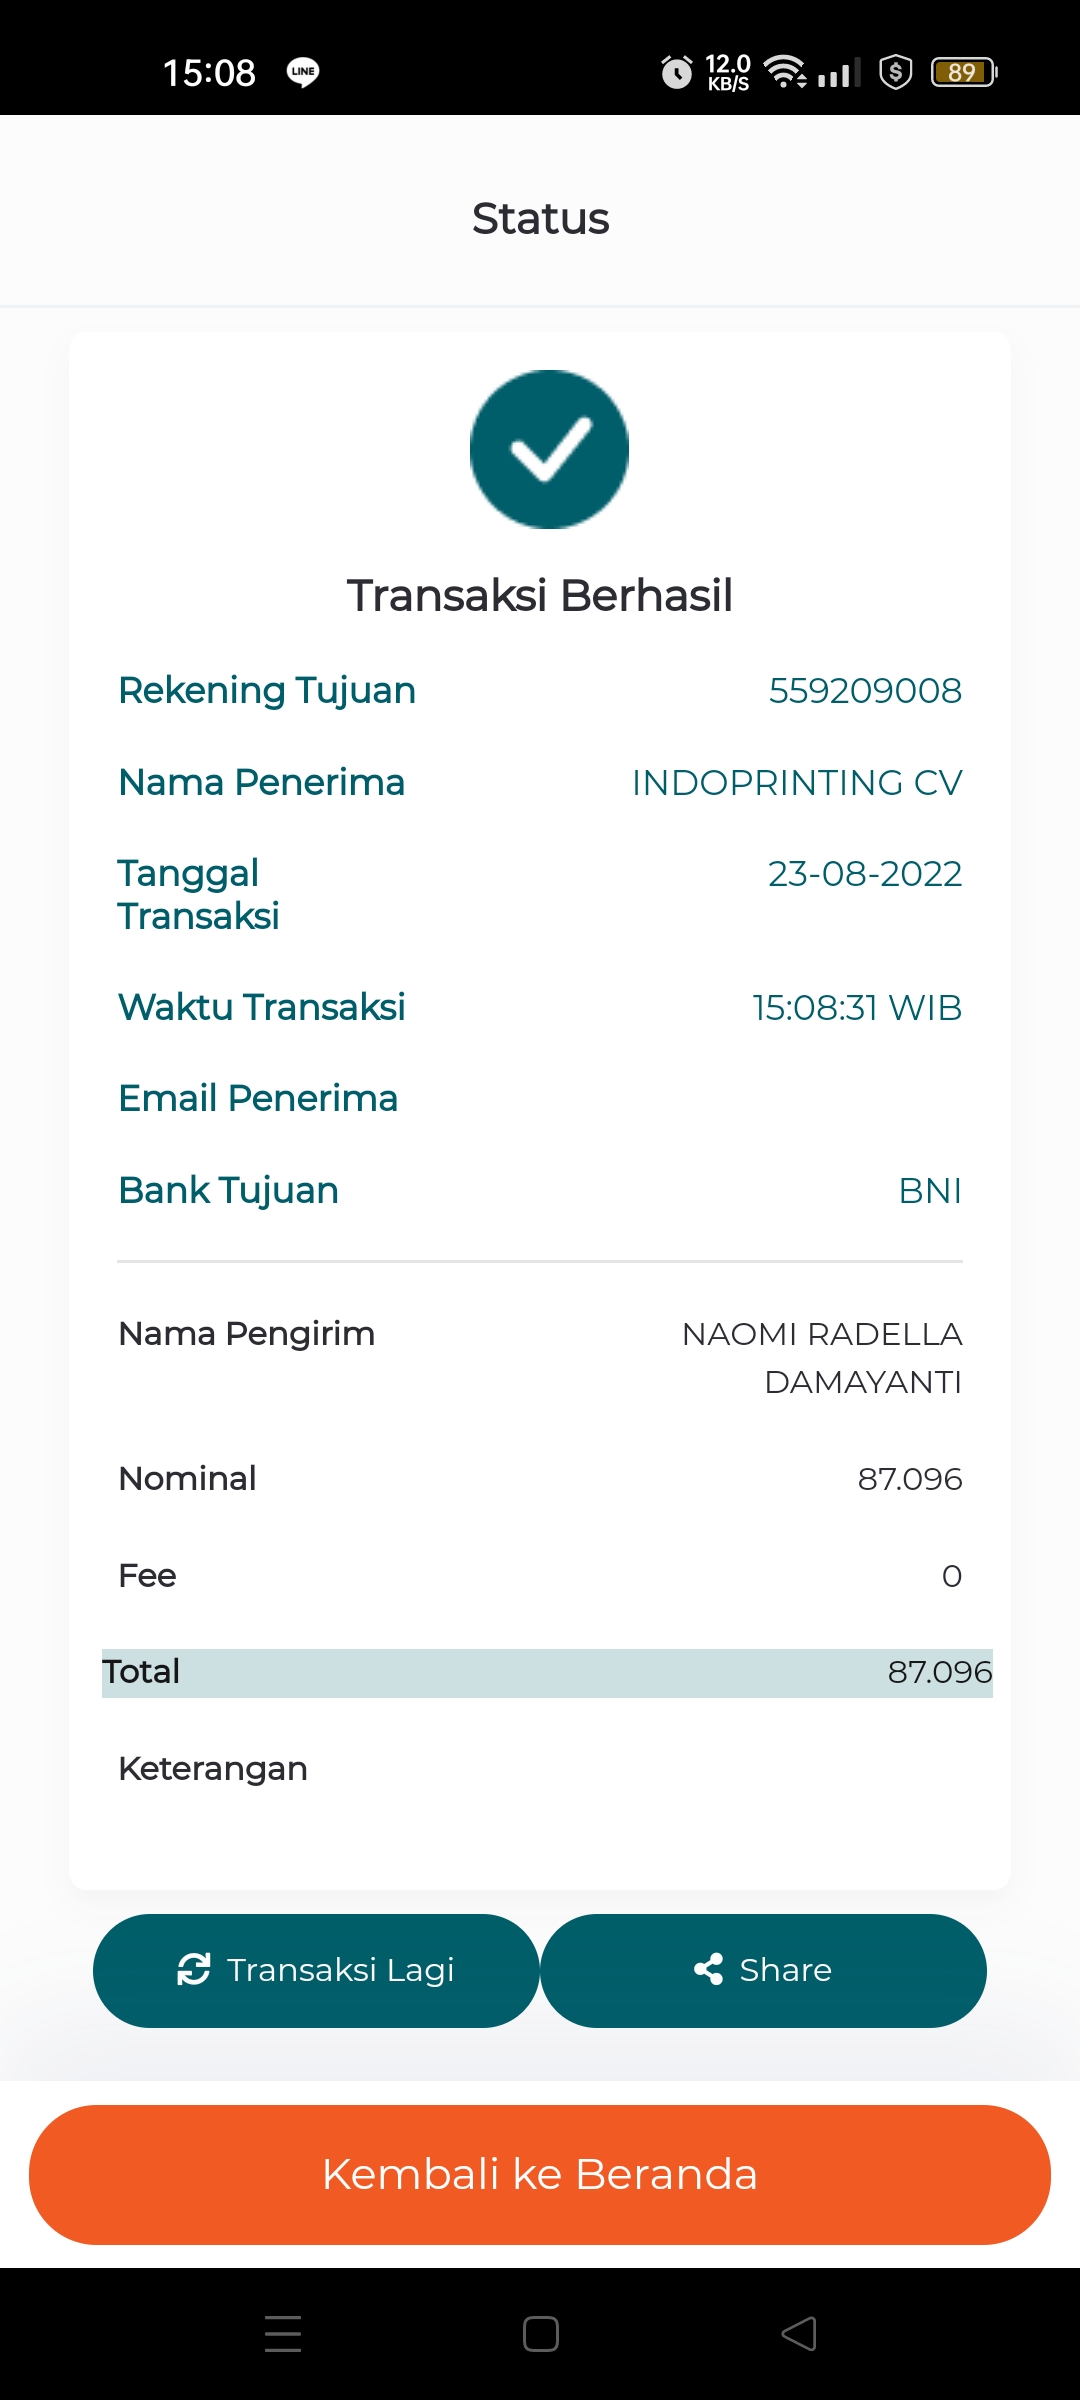 15:08 LINE 12.0 KB/S $ 89
Status
Transaksi Berhasil
Rekening Tujuan 559209008
Nama Penerima INDOPRINTING CV
Tanggal Transaksi 23-08-2022
Waktu Transaksi 15:08:31 WIB
Email Penerima
Bank Tujuan BNI
Nama Pengirim NAOMI RADELLA DAMAYANTI
Nominal 87.096
Fee 0
Total 87.096
Keterangan
Transaksi Lagi Share
Kembali ke Beranda